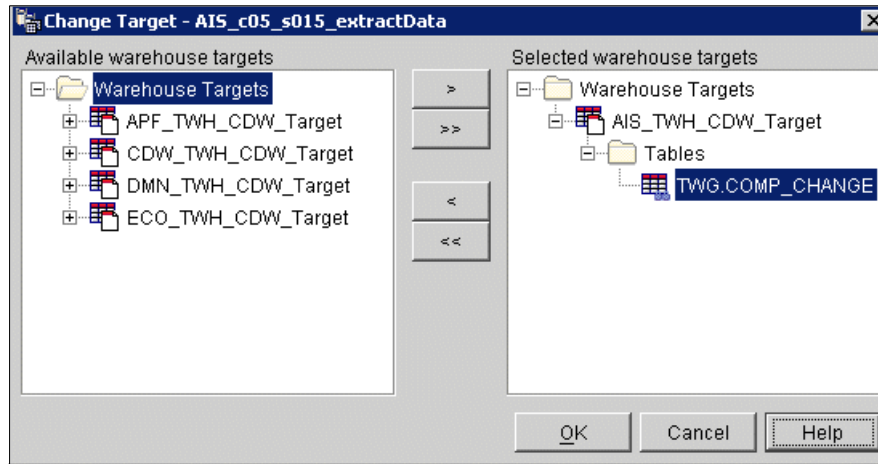 Change Target - AIS_c05_s015_extractData
Available warehouse targets
Warehouse Targets
APF_TWH_CDW_Target
CDW_TWH_CDW_Target
DMN_TWH_CDW_Target
ECO_TWH_CDW_Target
>
>>
<
<<
Selected warehouse targets
Warehouse Targets
AIS_TWH_CDW_Target
Tables
TWG.COMP_CHANGE
OK Cancel Help